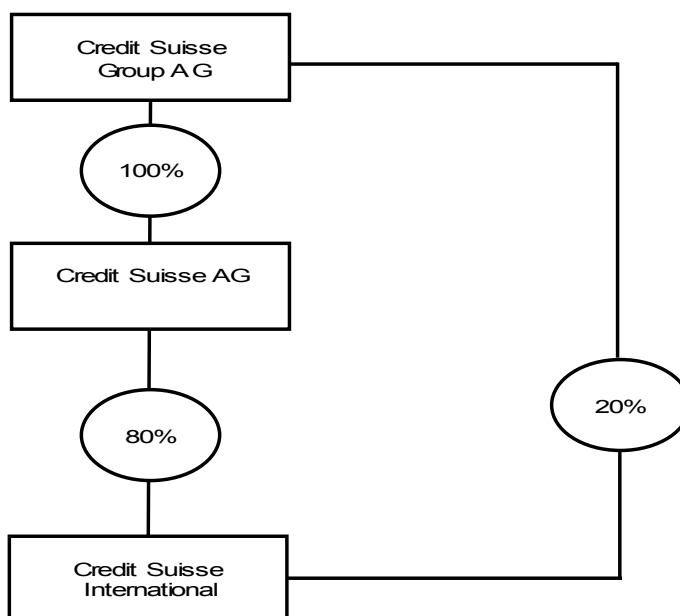 Credit Suisse
Group AG
100%
Credit Suisse AG
80%
20%
Credit Suisse
International